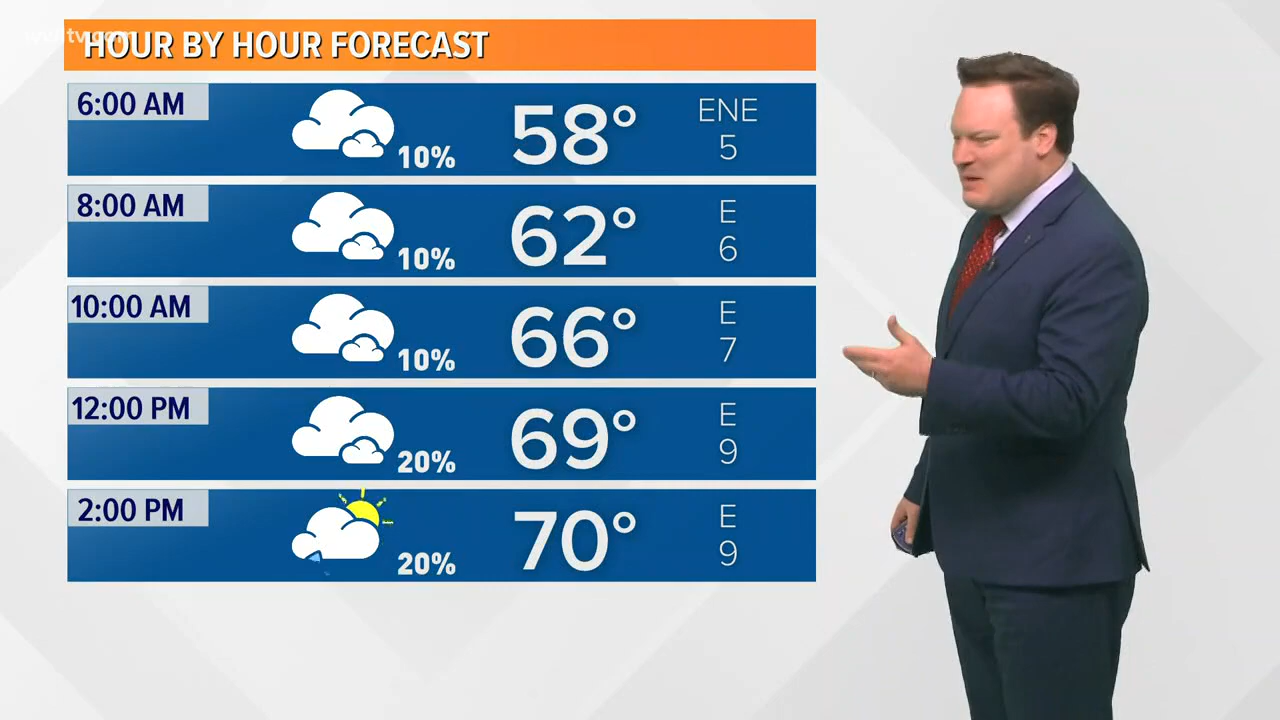 HOUR BY HOUR FORECAST
6:00 AM
10%
58°
ENE
5
8:00 AM
10%
62°
E
6
10:00 AM
10%
66°
E
7
12:00 PM
20%
69°
E
9
2:00 PM
20%
70°
E
9